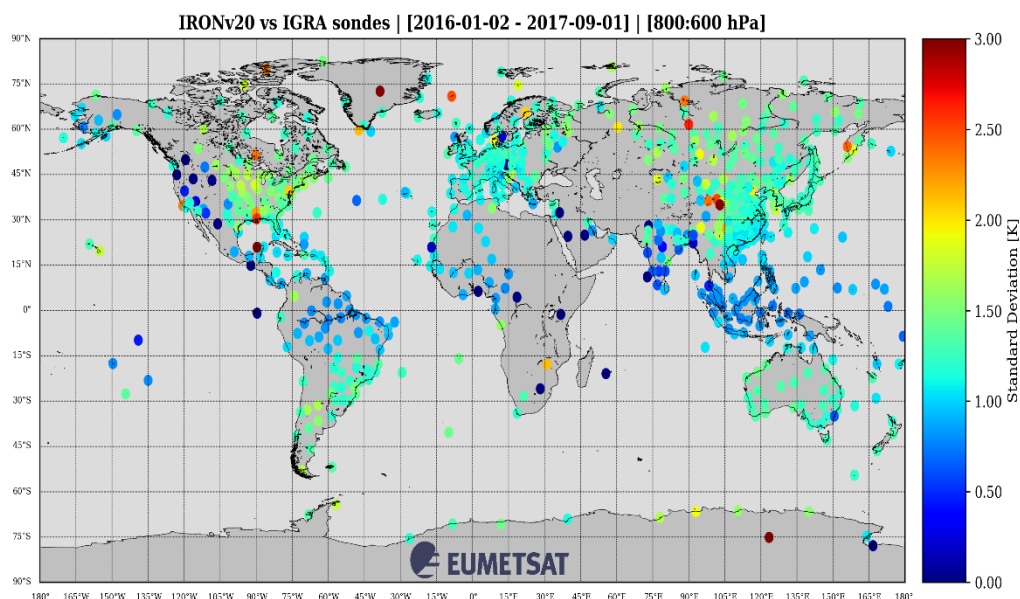 IRONv20 vs IGRA sondes | [2016-01-02 - 2017-09-01] | [800:600 hPa]
90°N
75°N
60°N
45°N
30°N
15°N
0°
15°S
30°S
45°S
60°S
75°S
90°S
180°165°W 150°W 135°W 120°W 105°W 90°W 75°W 60°W 45°W 30°W 15°W 0° 15°E 30°E 45°E 60°E 75°E 90°E 105°E 120°E 135°E 150°E 165°E 180°
EUMETSAT
3.00
2.50
2.00
1.50
1.00
0.50
0.00
Standard Deviation [K]